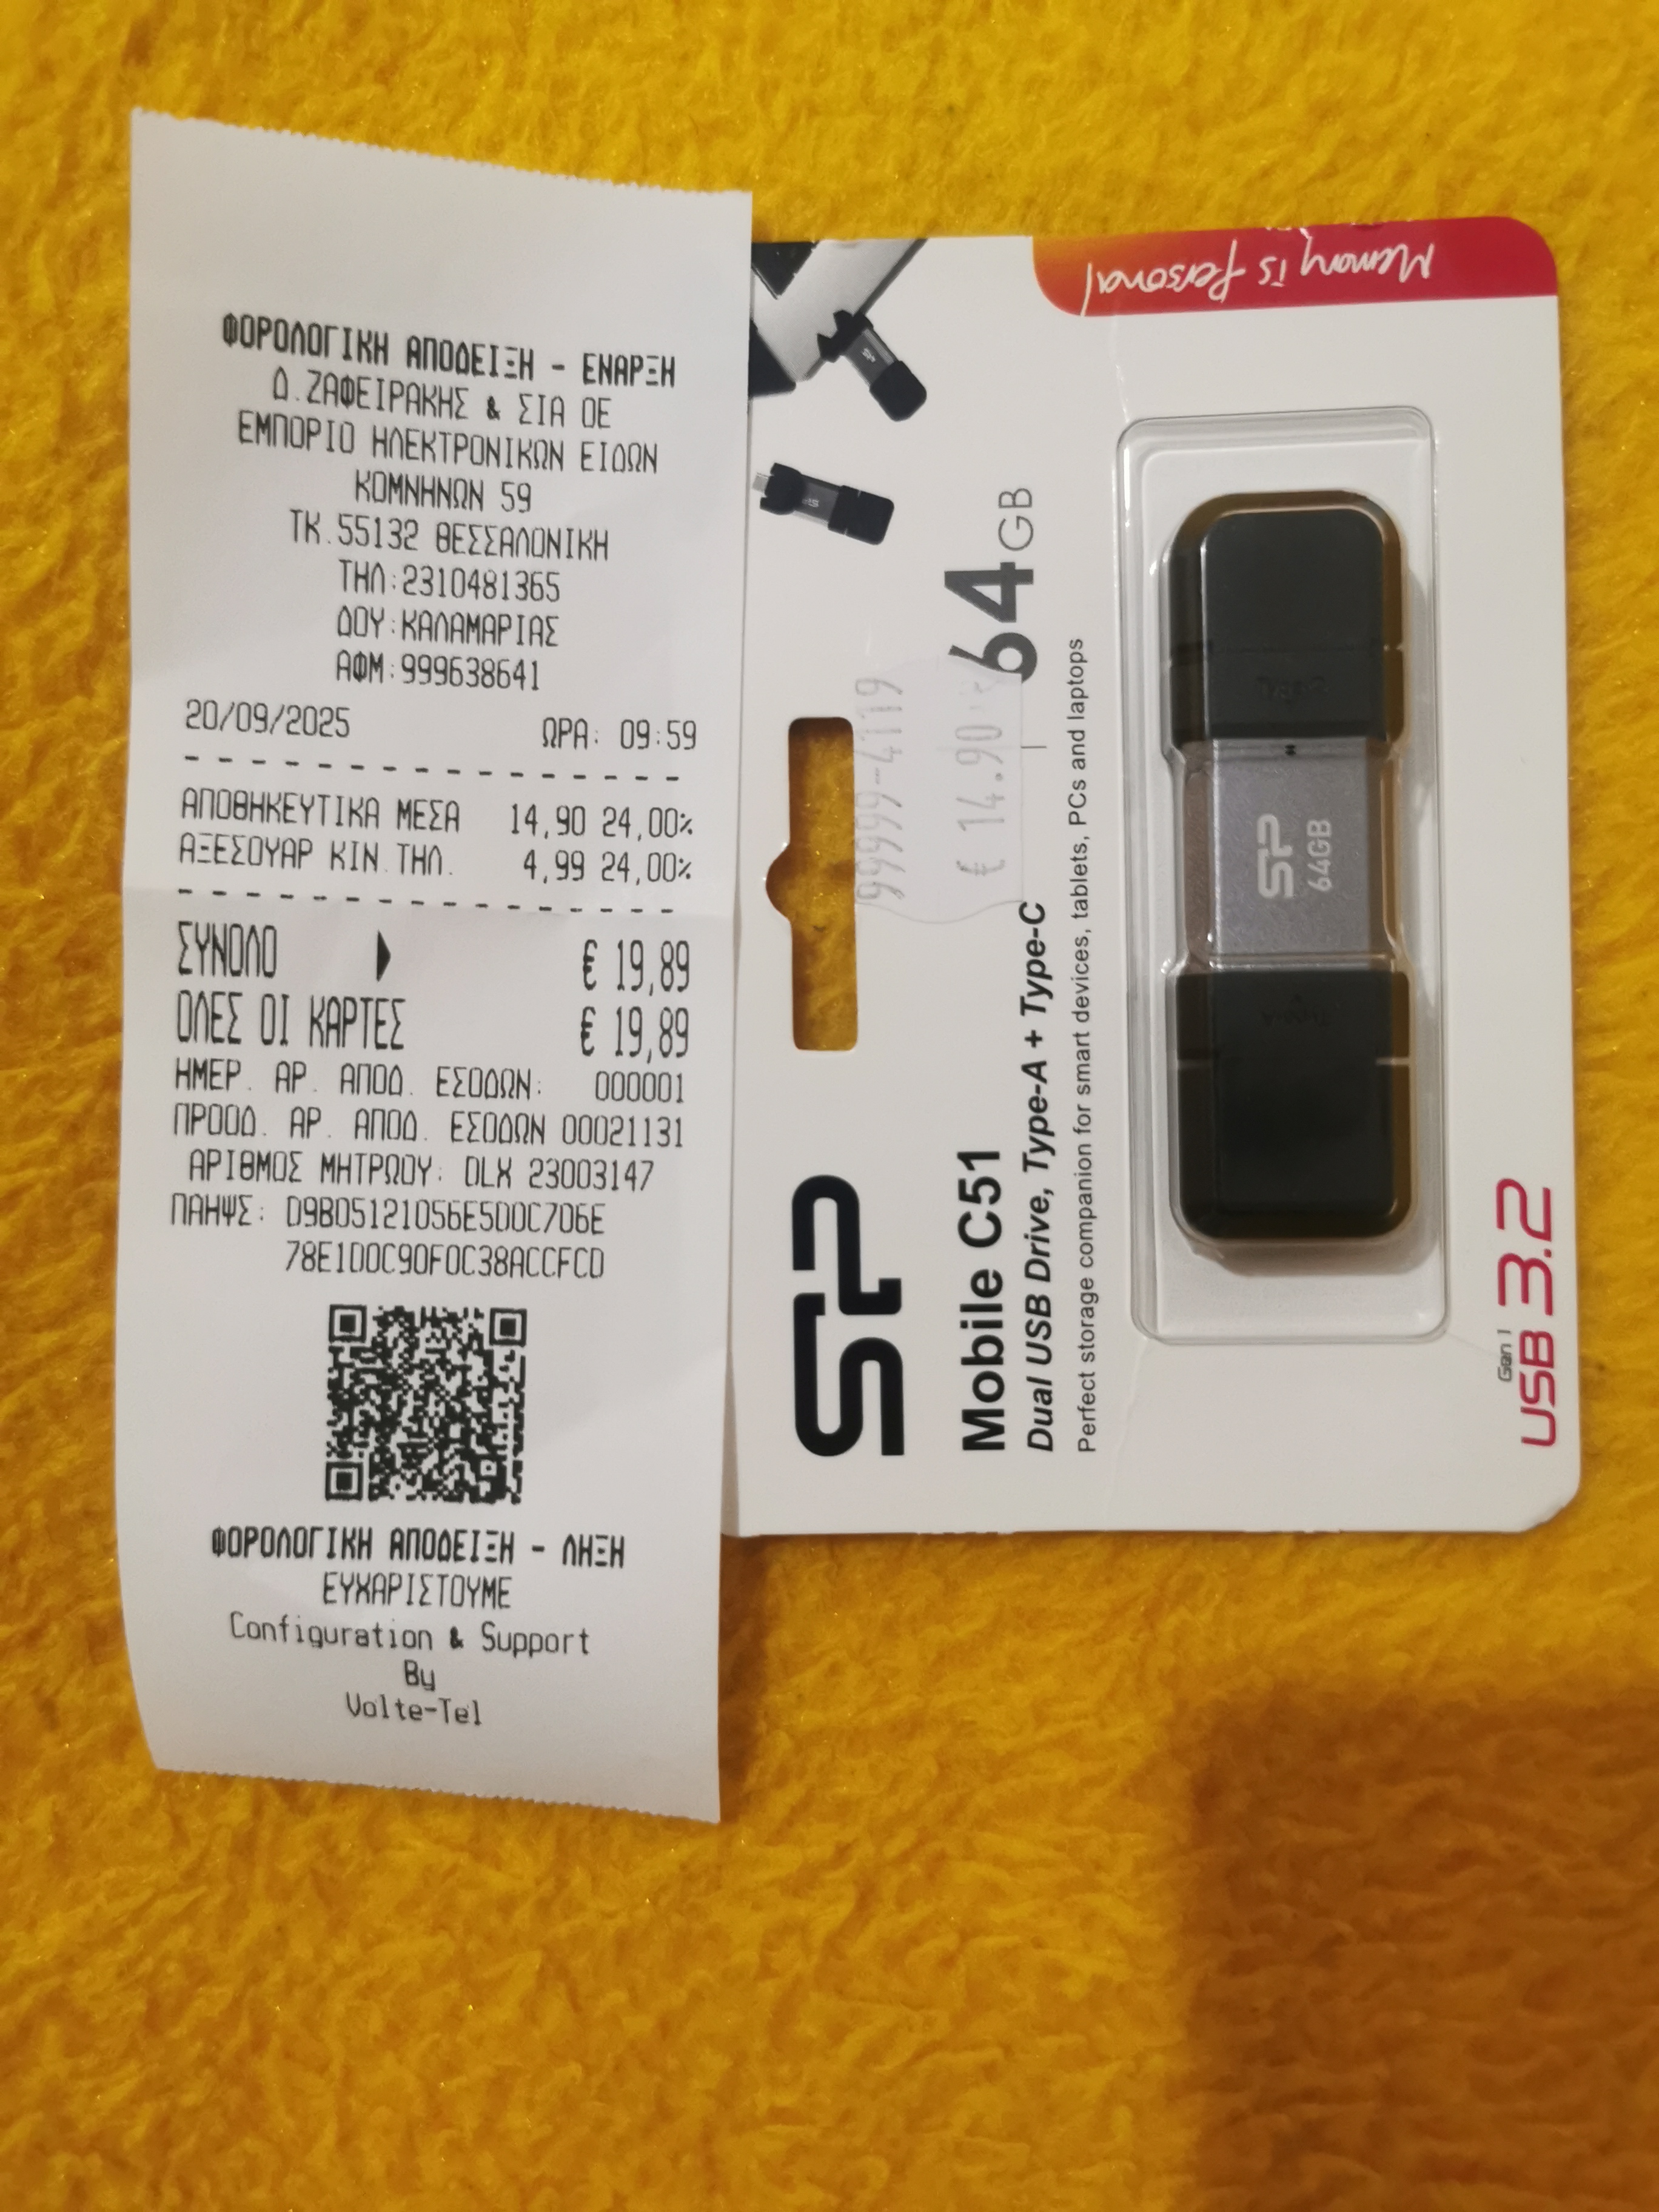 ΦΟΡΟΛΟΓΙΚΗ ΑΠΟΔΕΙΞΗ - ΕΝΑΡΞΗ
Δ.ΖΑΦΕΙΡΑΚΗΣ & ΣΙΑ ΟΕ
ΕΜΠΟΡΙΟ ΗΛΕΚΤΡΟΝΙΚΩΝ ΕΙΔΩΝ
ΚΟΜΝΗΝΩΝ 59
ΤΚ.55132 ΘΕΣΣΑΛΟΝΙΚΗ
ΤΗΛ:2310481365
ΔΟΥ:ΚΑΛΑΜΑΡΙΑΣ
ΑΦΜ:999638641
20/09/2025 ΩΡΑ: 09:59
ΑΠΟΘΗΚΕΥΤΙΚΑ ΜΕΣΑ 14,90 24,00%
ΑΞΕΣΟΥΑΡ ΚΙΝ.ΤΗΛ. 4,99 24,00%
ΣΥΝΟΛΟ € 19,89
ΟΛΕΣ ΟΙ ΚΑΡΤΕΣ € 19,89
ΗΜΕΡ. ΑΡ. ΑΠΟΔ. ΕΣΟΔΩΝ: 000001
ΠΡΟΟΔ. ΑΡ. ΑΠΟΔ. ΕΣΟΔΩΝ 00021131
ΑΡΙΘΜΟΣ ΜΗΤΡΩΟΥ: DLX 23003147
ΠΑΗΨΣ: D9B05121056E5D0C706E
78E1D0C90F0C38ACCFCD
ΦΟΡΟΛΟΓΙΚΗ ΑΠΟΔΕΙΞΗ - ΛΗΞΗ
ΕΥΧΑΡΙΣΤΟΥΜΕ
Configuration & Support
By
Volte-Tel
Memory is Personal
SP
64GB
99999-4119
€ 14.90
Mobile C51
Dual USB Drive, Type-A + Type-C
Perfect storage companion for smart devices, tablets, PCs and laptops
Type-C
SP
64GB
Type-A
Gen 1
USB 3.2